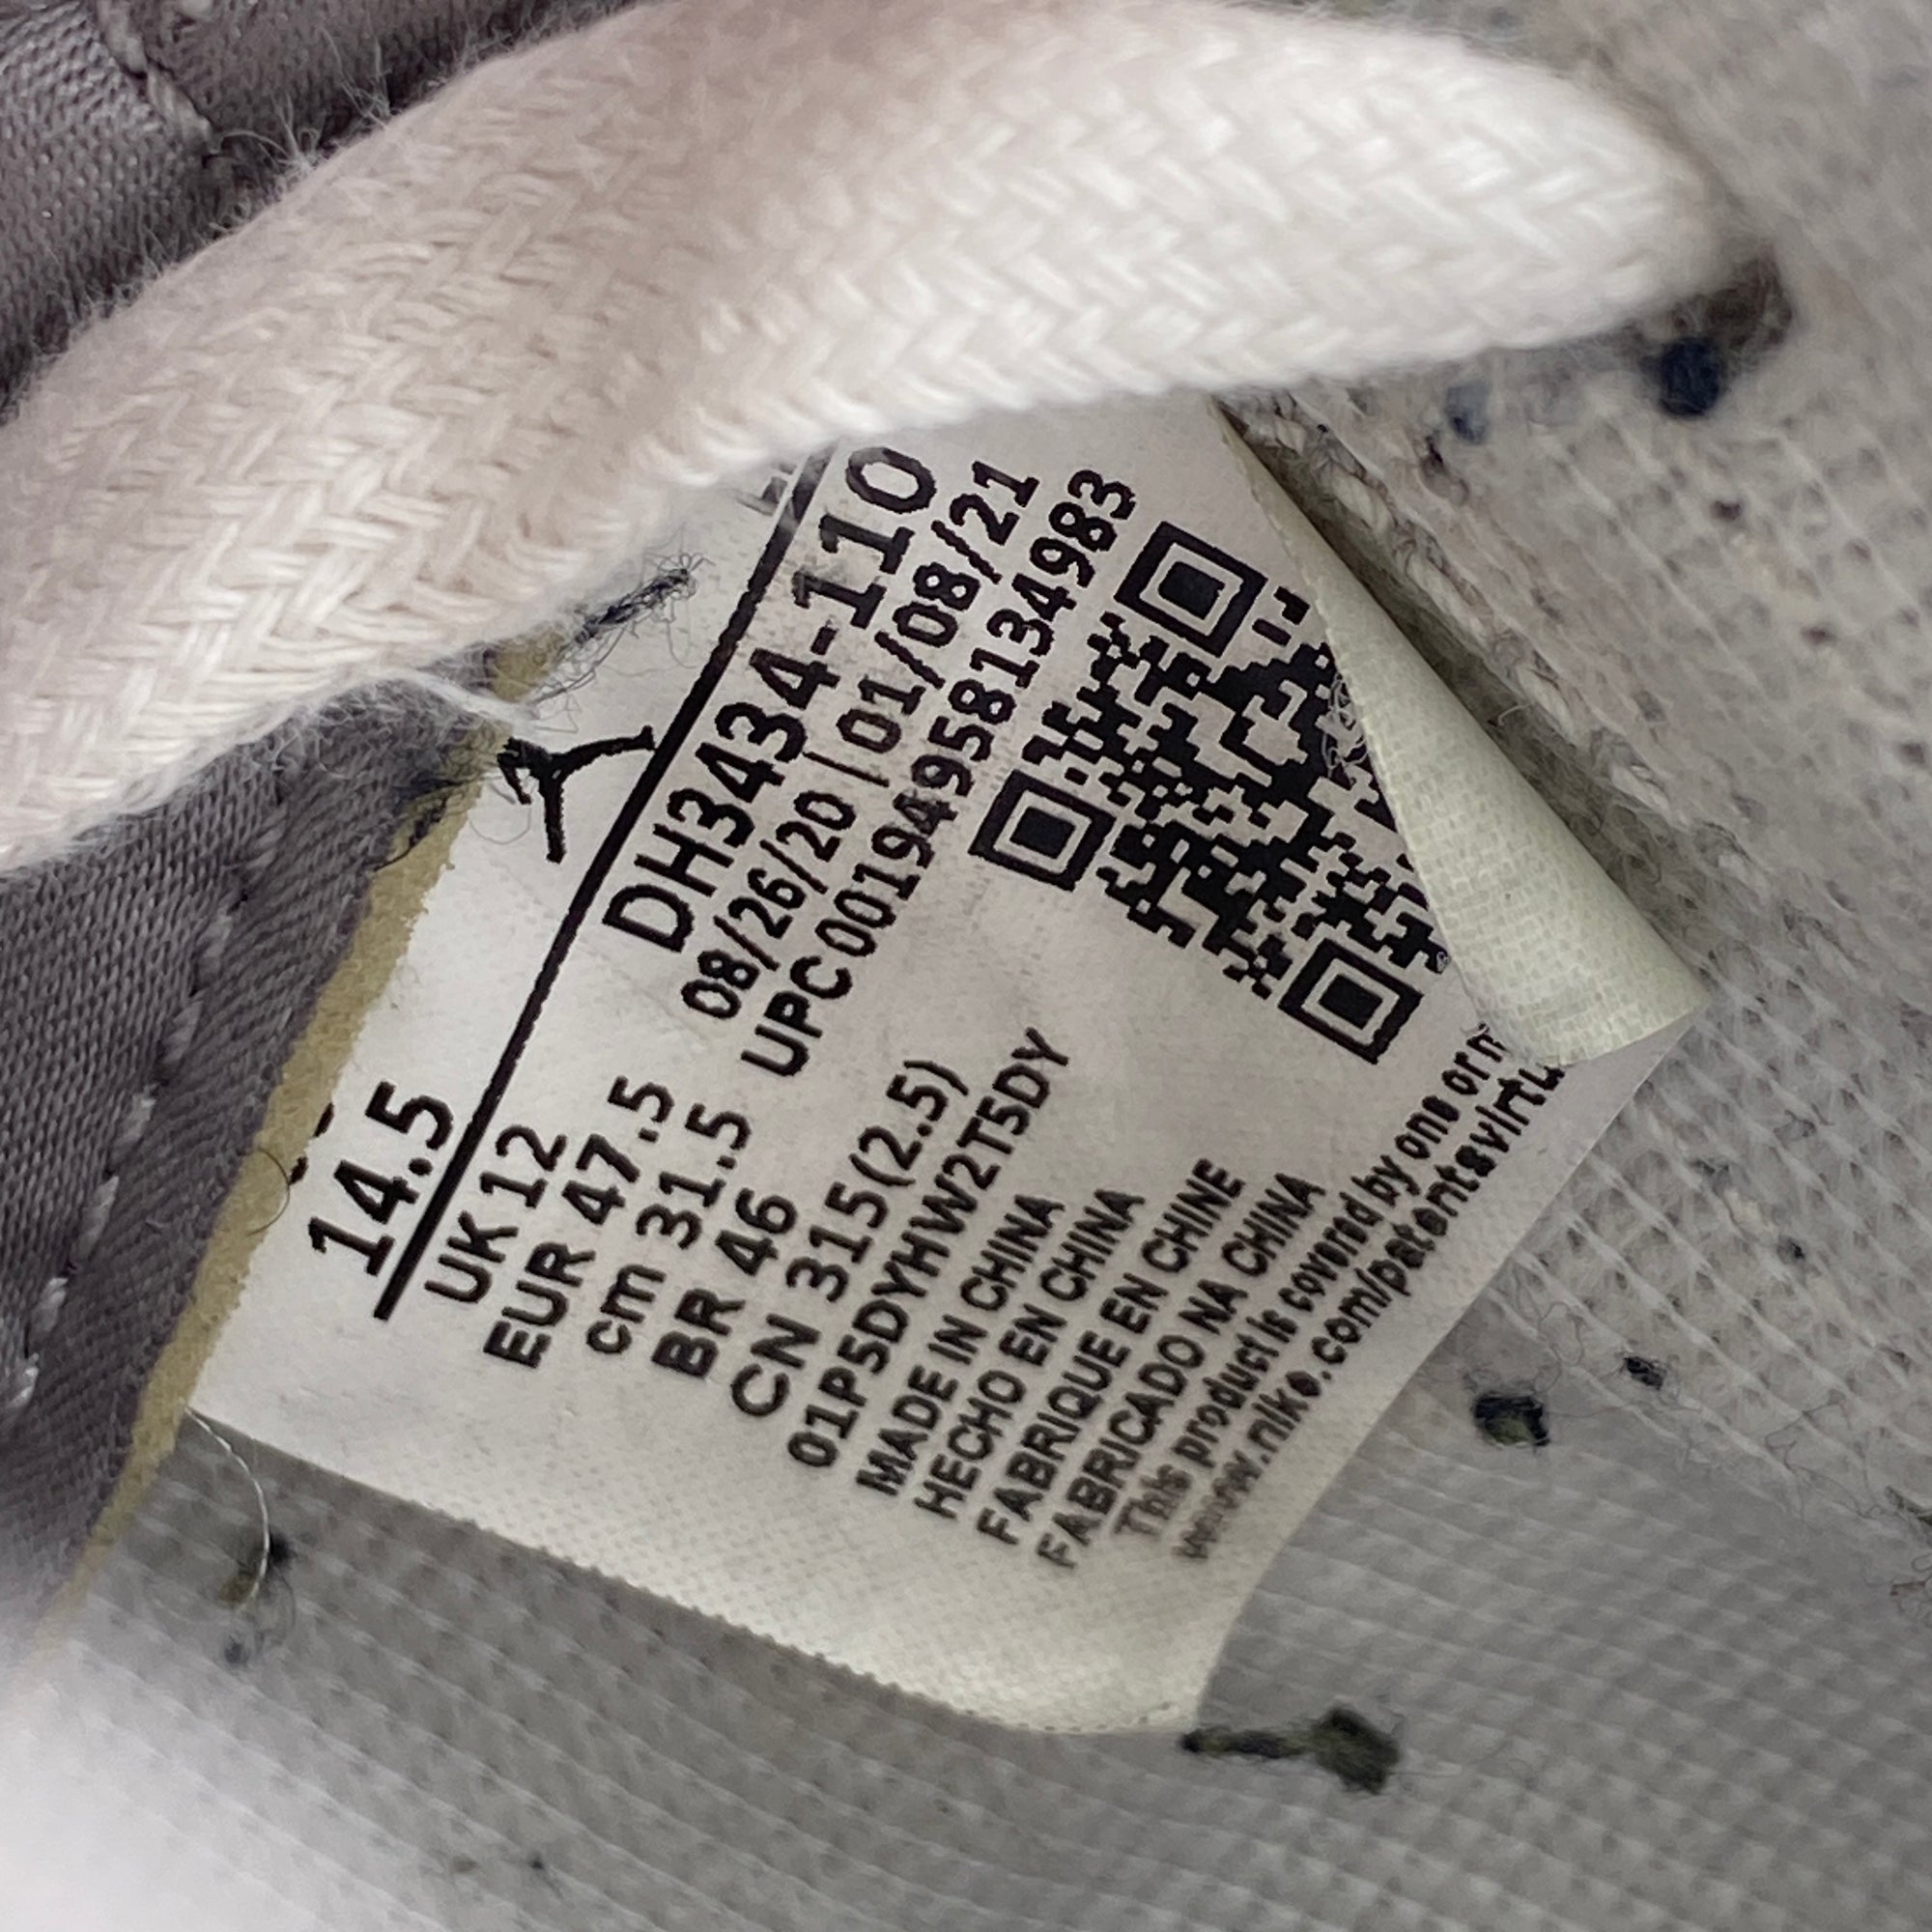 14.5
UK 12
EUR 47.5
cm 31.5
BR 46
CN 315(2.5)
01P5DYHW2T5DY
MADE IN CHINA
HECHO EN CHINA
FABRIQUE EN CHINE
FABRICADO NA CHINA
This product is covered by one or
www.nike.com/patentsvirtu
DH3434-110
08/26/20 | 01/08/21
UPC 00194958134983